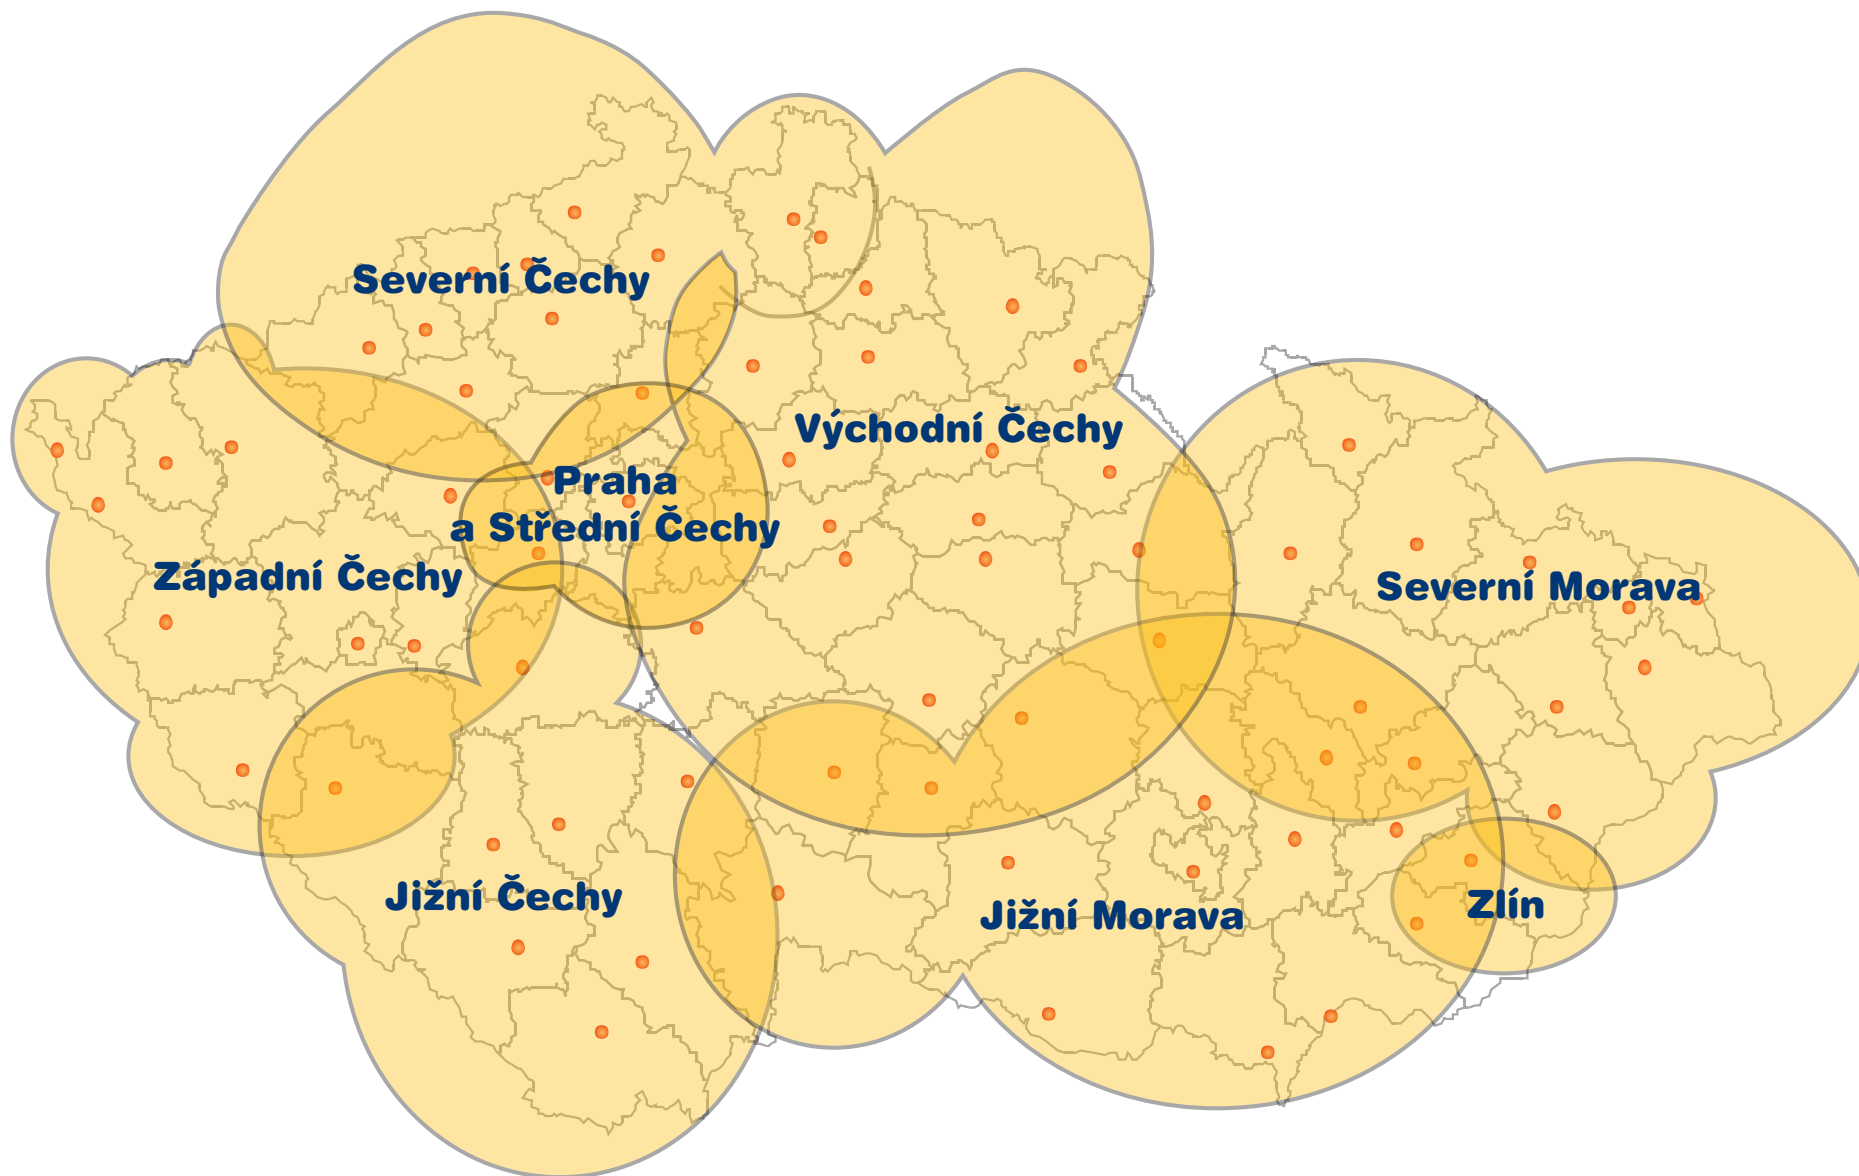 Severní Čechy
Východní Čechy
Praha
a Střední Čechy
Západní Čechy
Severní Morava
Jižní Čechy
Jižní Morava
Zlín